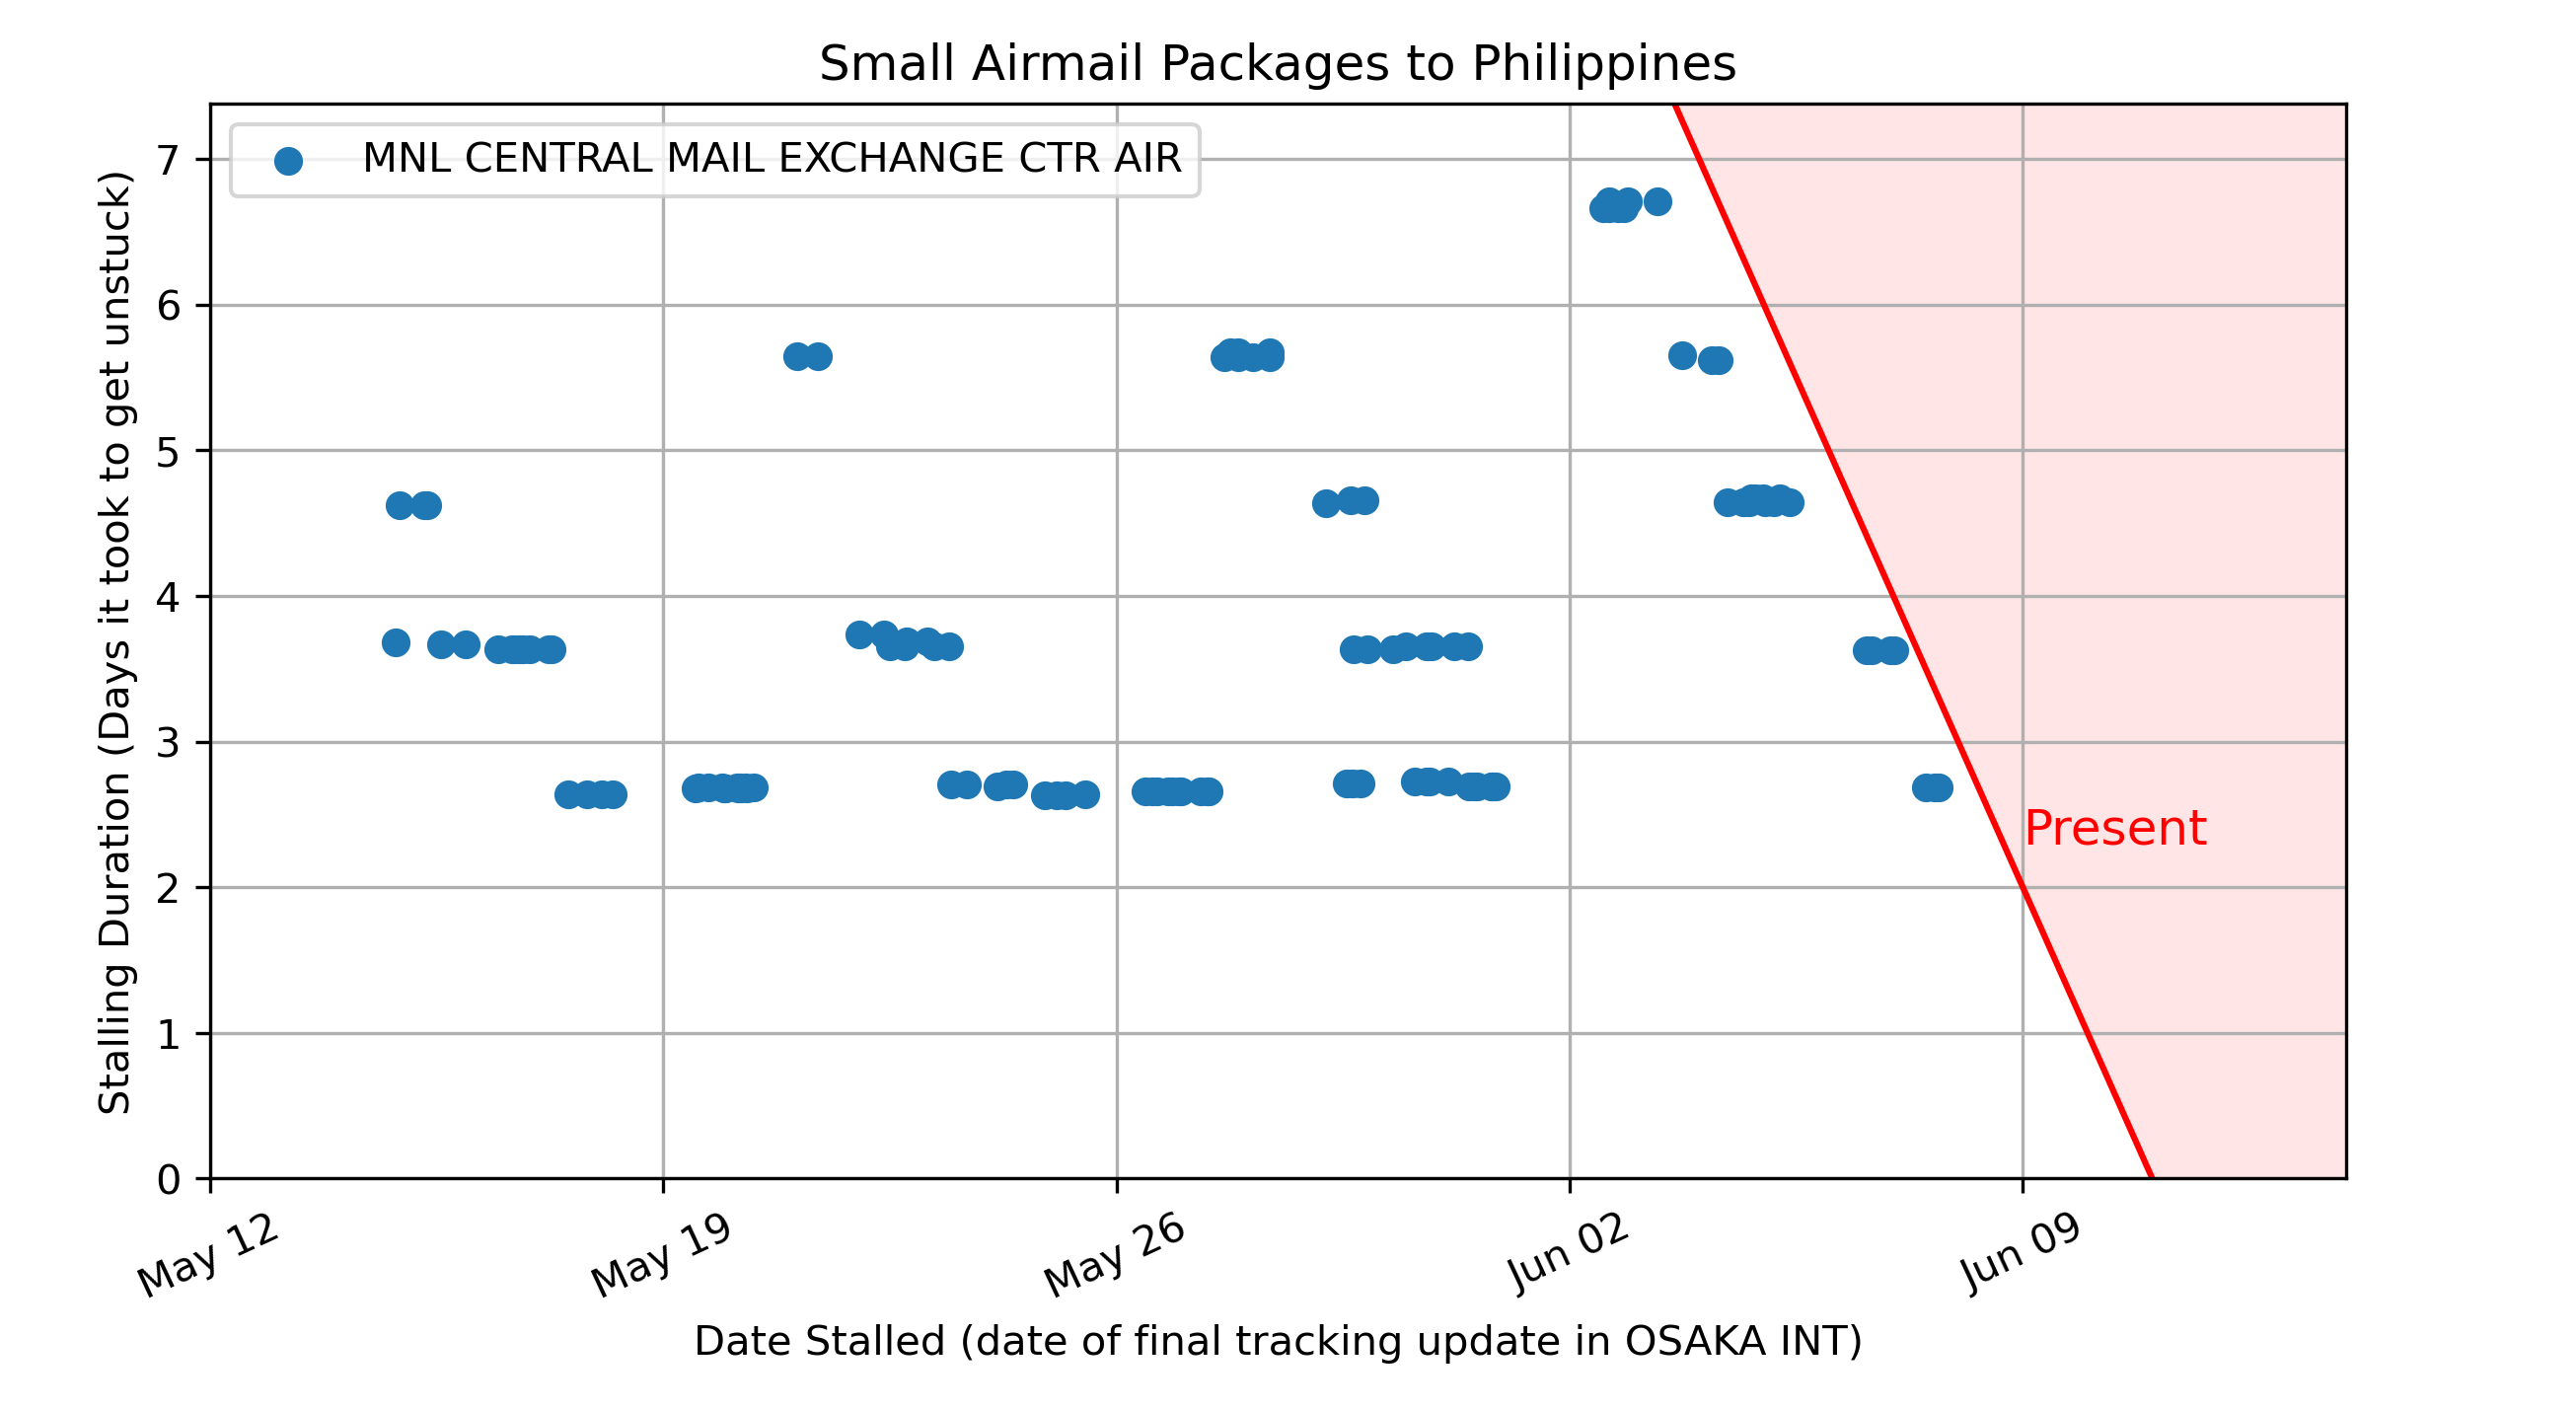 Small Airmail Packages to Philippines
MNL CENTRAL MAIL EXCHANGE CTR AIR
Stalling Duration (Days it took to get unstuck)
7
6
5
4
3
2
1
0
Present
May 12
May 19
May 26
Jun 02
Jun 09
Date Stalled (date of final tracking update in OSAKA INT)